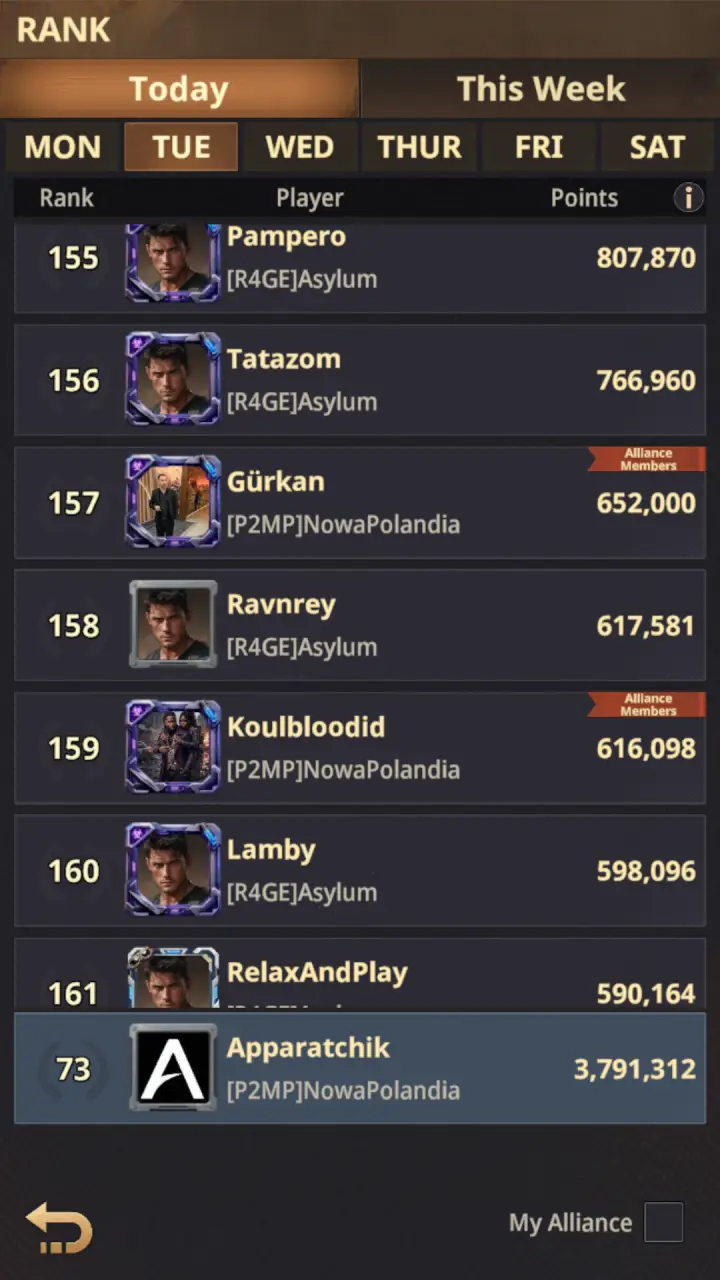 RANK
Today This Week
MON TUE WED THUR FRI SAT
Rank Player Points i
155 Pampero 807,870
[R4GE]Asylum
156 Tatazom 766,960
[R4GE]Asylum
Alliance
Members
157 Gürkan 652,000
[P2MP]NowaPolandia
158 Ravnrey 617,581
[R4GE]Asylum
Alliance
Members
159 Koulbloodid 616,098
[P2MP]NowaPolandia
160 Lamby 598,096
[R4GE]Asylum
161 RelaxAndPlay 590,164
73 Apparatchik 3,791,312
[P2MP]NowaPolandia
My Alliance